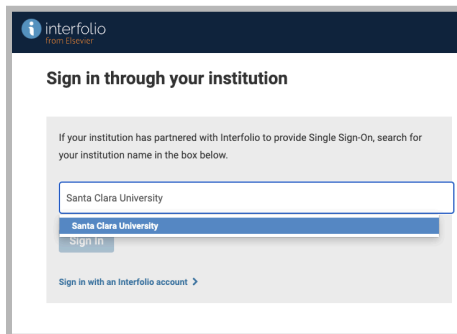 interfolio
from Elsevier
Sign in through your institution
If your institution has partnered with Interfolio to provide Single Sign-On, search for
your institution name in the box below.
Santa Clara University
Santa Clara University
Sign In
Sign in with an Interfolio account >